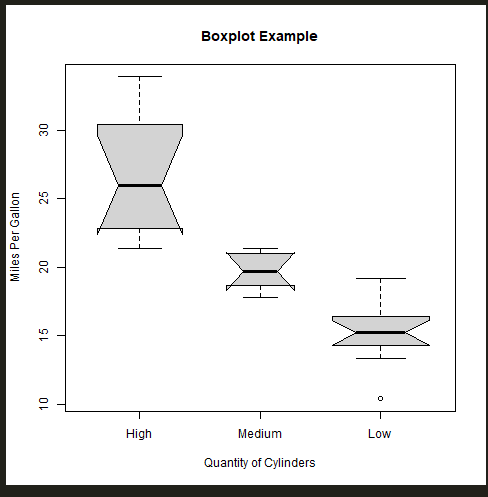 Boxplot Example
Miles Per Gallon
30
25
20
15
10
High Medium Low
Quantity of Cylinders